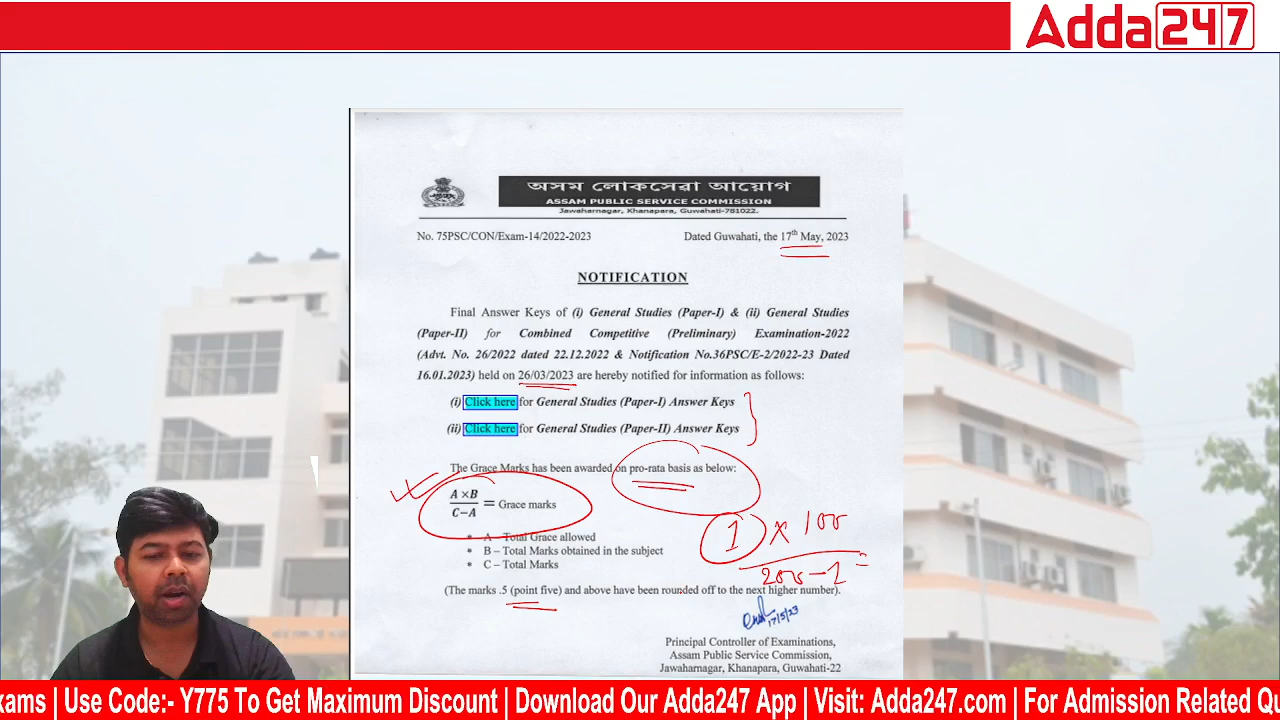 Adda247
অসম লোকসেৱা আয়োগ
ASSAM PUBLIC SERVICE COMMISSION
Jawaharnagar, Khanapara, Guwahati-781022.
No. 75PSC/CON/Exam-14/2022-2023 Dated Guwahati, the 17th May, 2023
NOTIFICATION
Final Answer Keys of (i) General Studies (Paper-I) & (ii) General Studies
(Paper-II) for Combined Competitive (Preliminary) Examination-2022
(Advt. No. 26/2022 dated 22.12.2022 & Notification No.36PSC/E-2/2022-23 Dated
16.01.2023) held on 26/03/2023 are hereby notified for information as follows:
(i) Click here for General Studies (Paper-I) Answer Keys
(ii) Click here for General Studies (Paper-II) Answer Keys
The Grace Marks has been awarded on pro-rata basis as below:
A ×B
C−A
= Grace marks
1 × 100
200 - 1 =
* A – Total Grace allowed
* B – Total Marks obtained in the subject
* C – Total Marks
(The marks .5 (point five) and above have been rounded off to the next higher number).
17/5/23
Principal Controller of Examinations,
Assam Public Service Commission,
Jawaharnagar, Khanapara, Guwahati-22
xams | Use Code:- Y775 To Get Maximum Discount | Download Our Adda247 App | Visit: Adda247.com | For Admission Related Qu